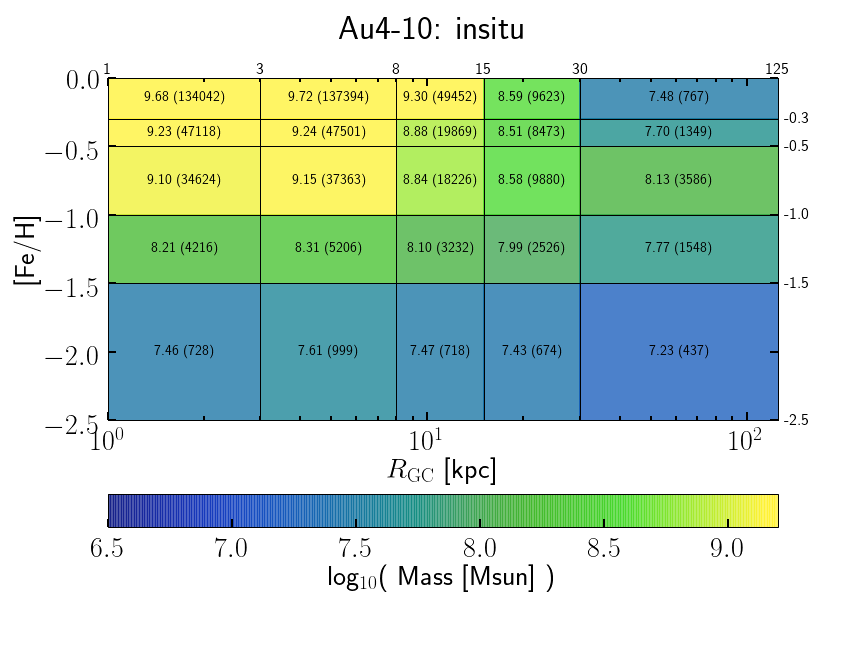 Au4-10: insitu
1 3 8 15 30 125
0.0
9.68 (134042) 9.72 (137394) 9.30 (49452) 8.59 (9623) 7.48 (767)
-0.3
9.23 (47118) 9.24 (47501) 8.88 (19869) 8.51 (8473) 7.70 (1349)
−0.5 -0.5
9.10 (34624) 9.15 (37363) 8.84 (18226) 8.58 (9880) 8.13 (3586)
−1.0 -1.0
[Fe/H]
8.21 (4216) 8.31 (5206) 8.10 (3232) 7.99 (2526) 7.77 (1548)
−1.5 -1.5
7.46 (728) 7.61 (999) 7.47 (718) 7.43 (674) 7.23 (437)
−2.0
−2.5 -2.5
10⁰ 10¹ 10²
R_GC [kpc]
6.5 7.0 7.5 8.0 8.5 9.0
log₁₀( Mass [Msun] )